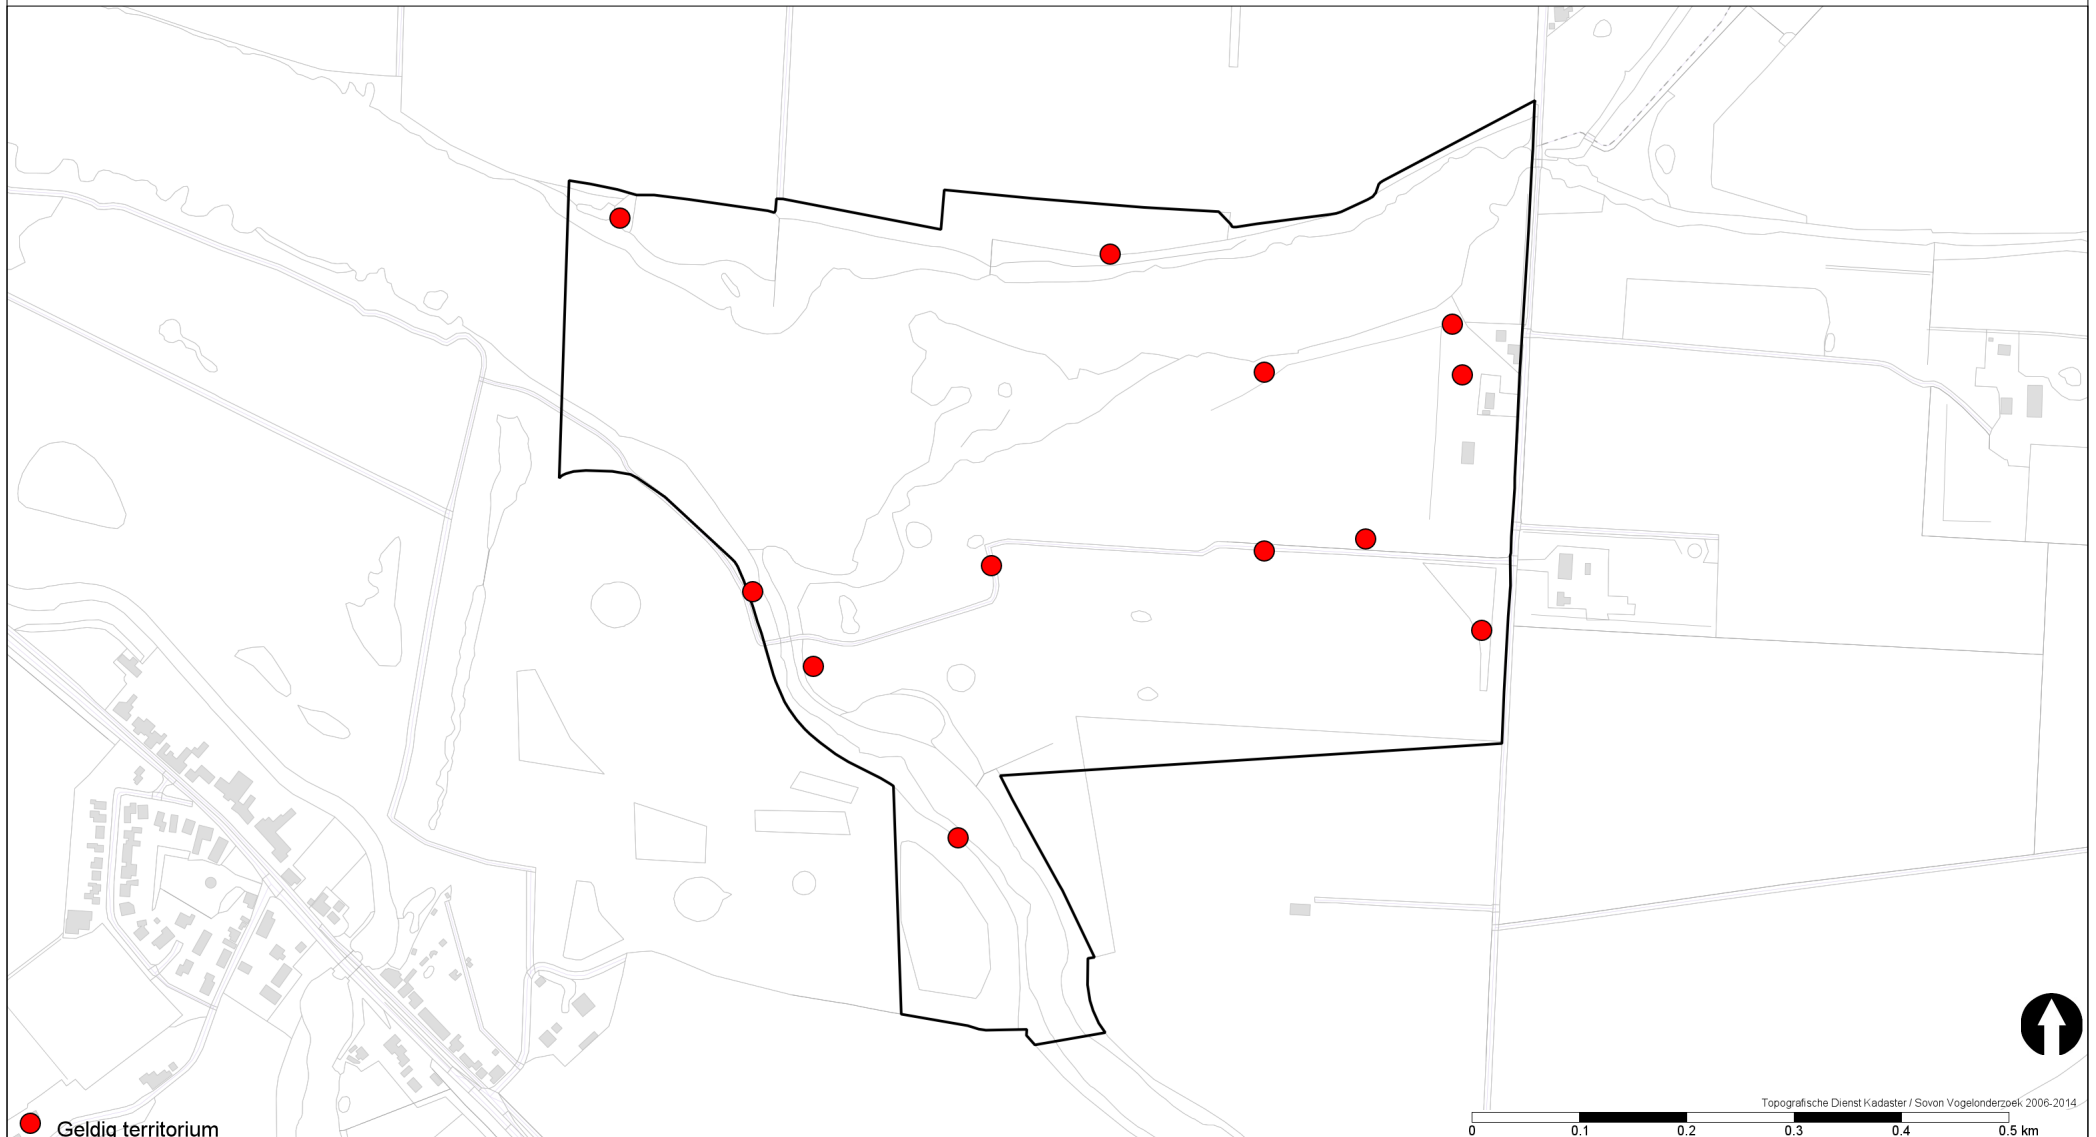 Topografische Dienst Kadaster / Sovon Vogelonderzoek 2006-2014
0 0.1 0.2 0.3 0.4 0.5 km
Geldig territorium